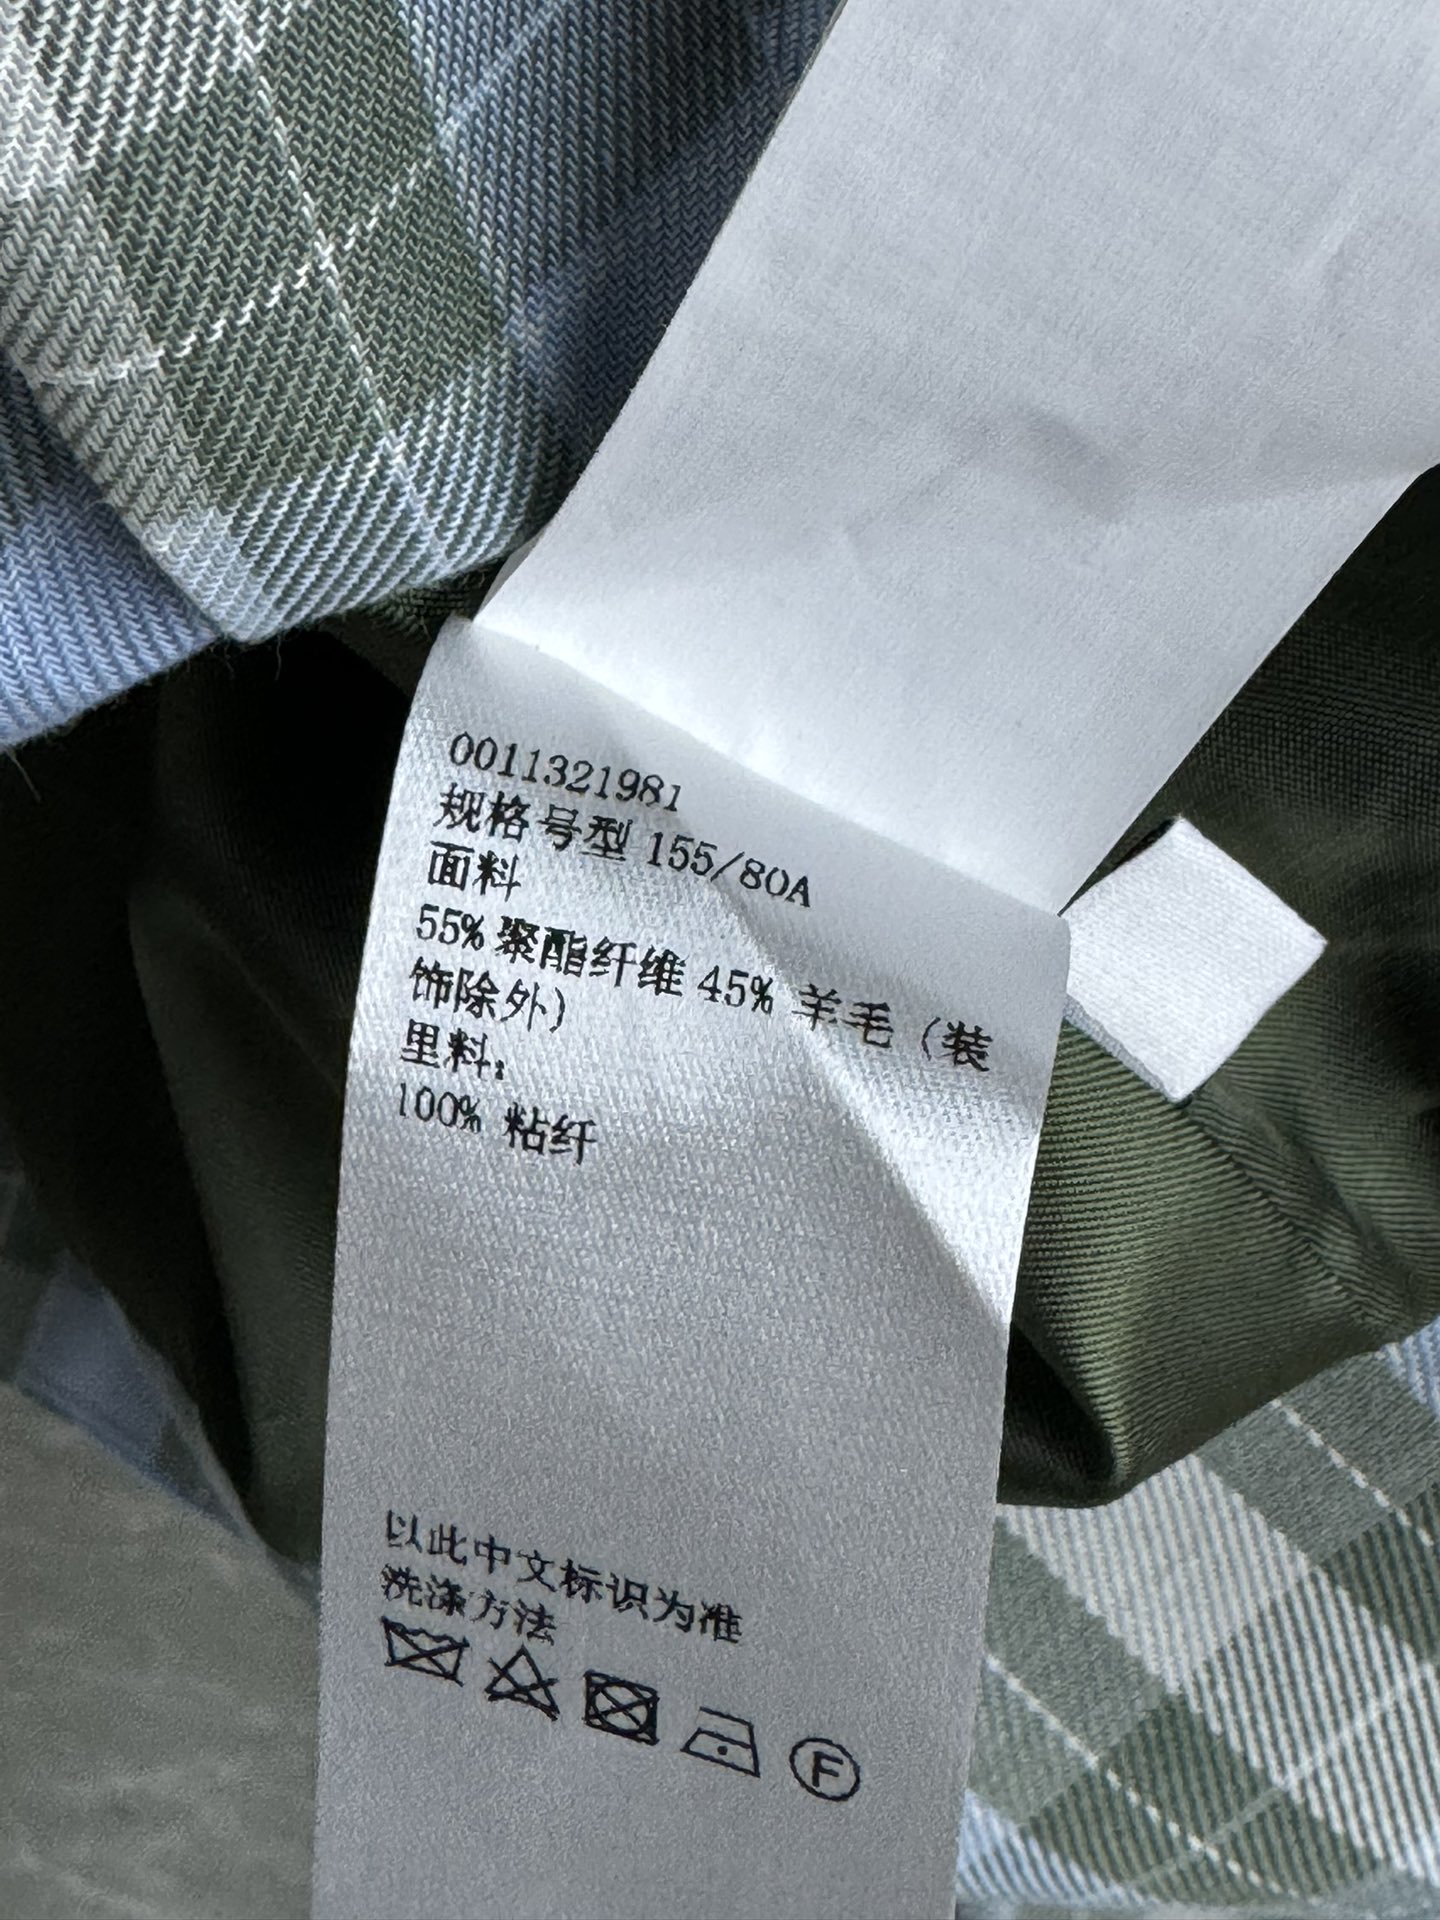 0011321981
规格号型 155/80A
面料
55% 聚酯纤维 45% 羊毛（装
饰除外）
里料：
100% 粘纤
以此中文标识为准
洗涤方法
F